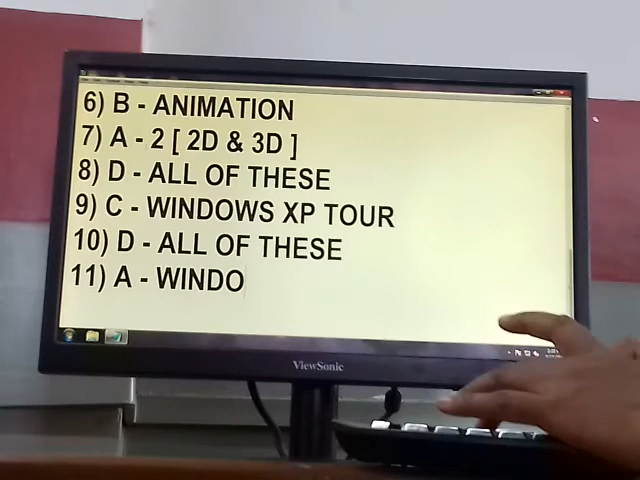 6) B - ANIMATION
7) A - 2 [ 2D & 3D ]
8) D - ALL OF THESE
9) C - WINDOWS XP TOUR
10) D - ALL OF THESE
11) A - WINDO
ViewSonic